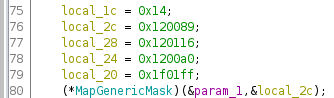 75 local_1c = 0x14;
76 local_2c = 0x120089;
77 local_28 = 0x120116;
78 local_24 = 0x1200a0;
79 local_20 = 0x1f01ff;
80 (*MapGenericMask)(&param_1,&local_2c);